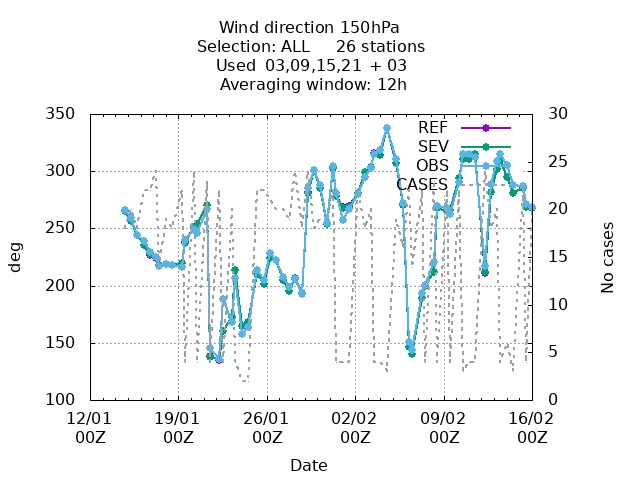 Wind direction 150hPa
Selection: ALL 26 stations
Used 03,09,15,21 + 03
Averaging window: 12h
350
300
250
200
150
100
deg
30
25
20
15
10
5
0
No cases
REF
SEV
OBS
CASES
12/01 19/01 26/01 02/02 09/02 16/02
00Z 00Z 00Z 00Z 00Z 00Z
Date